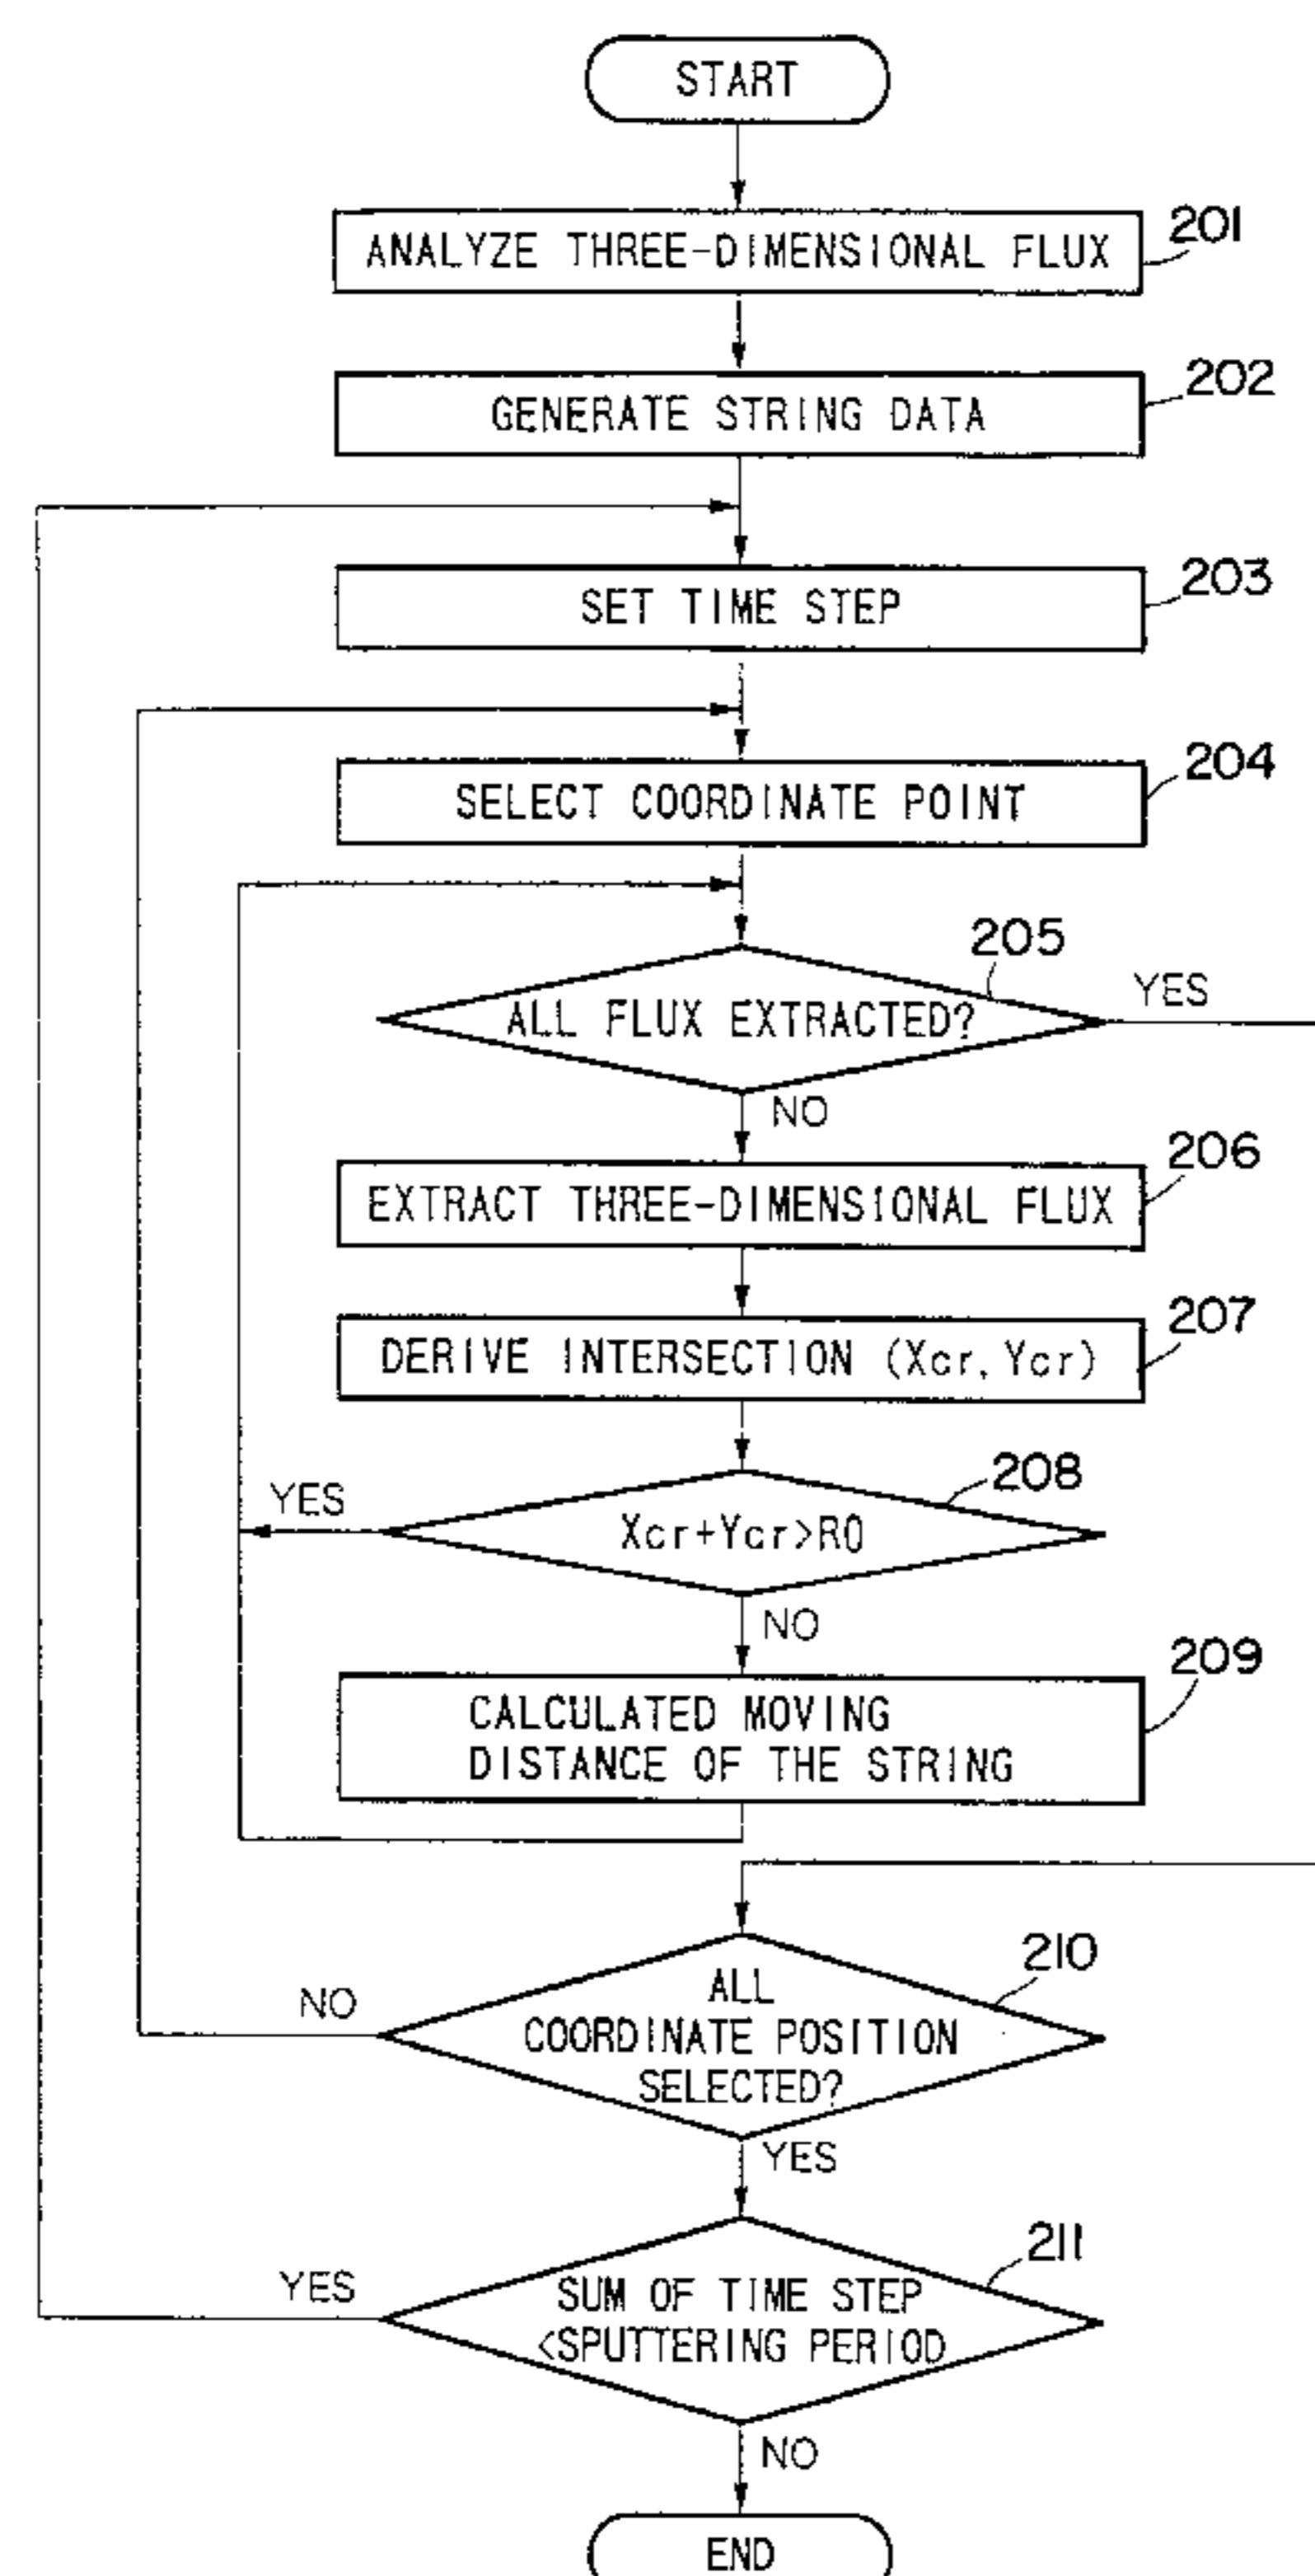 START
ANALYZE THREE-DIMENSIONAL FLUX
201
GENERATE STRING DATA
202
SET TIME STEP
203
SELECT COORDINATE POINT
204
205
ALL FLUX EXTRACTED?
YES
NO
EXTRACT THREE-DIMENSIONAL FLUX
206
DERIVE INTERSECTION (Xcr, Ycr)
207
208
YES
Xcr+Ycr>R0
NO
CALCULATED MOVING
DISTANCE OF THE STRING
209
210
NO
ALL
COORDINATE POSITION
SELECTED?
YES
211
YES
SUM OF TIME STEP
<SPUTTERING PERIOD
NO
END